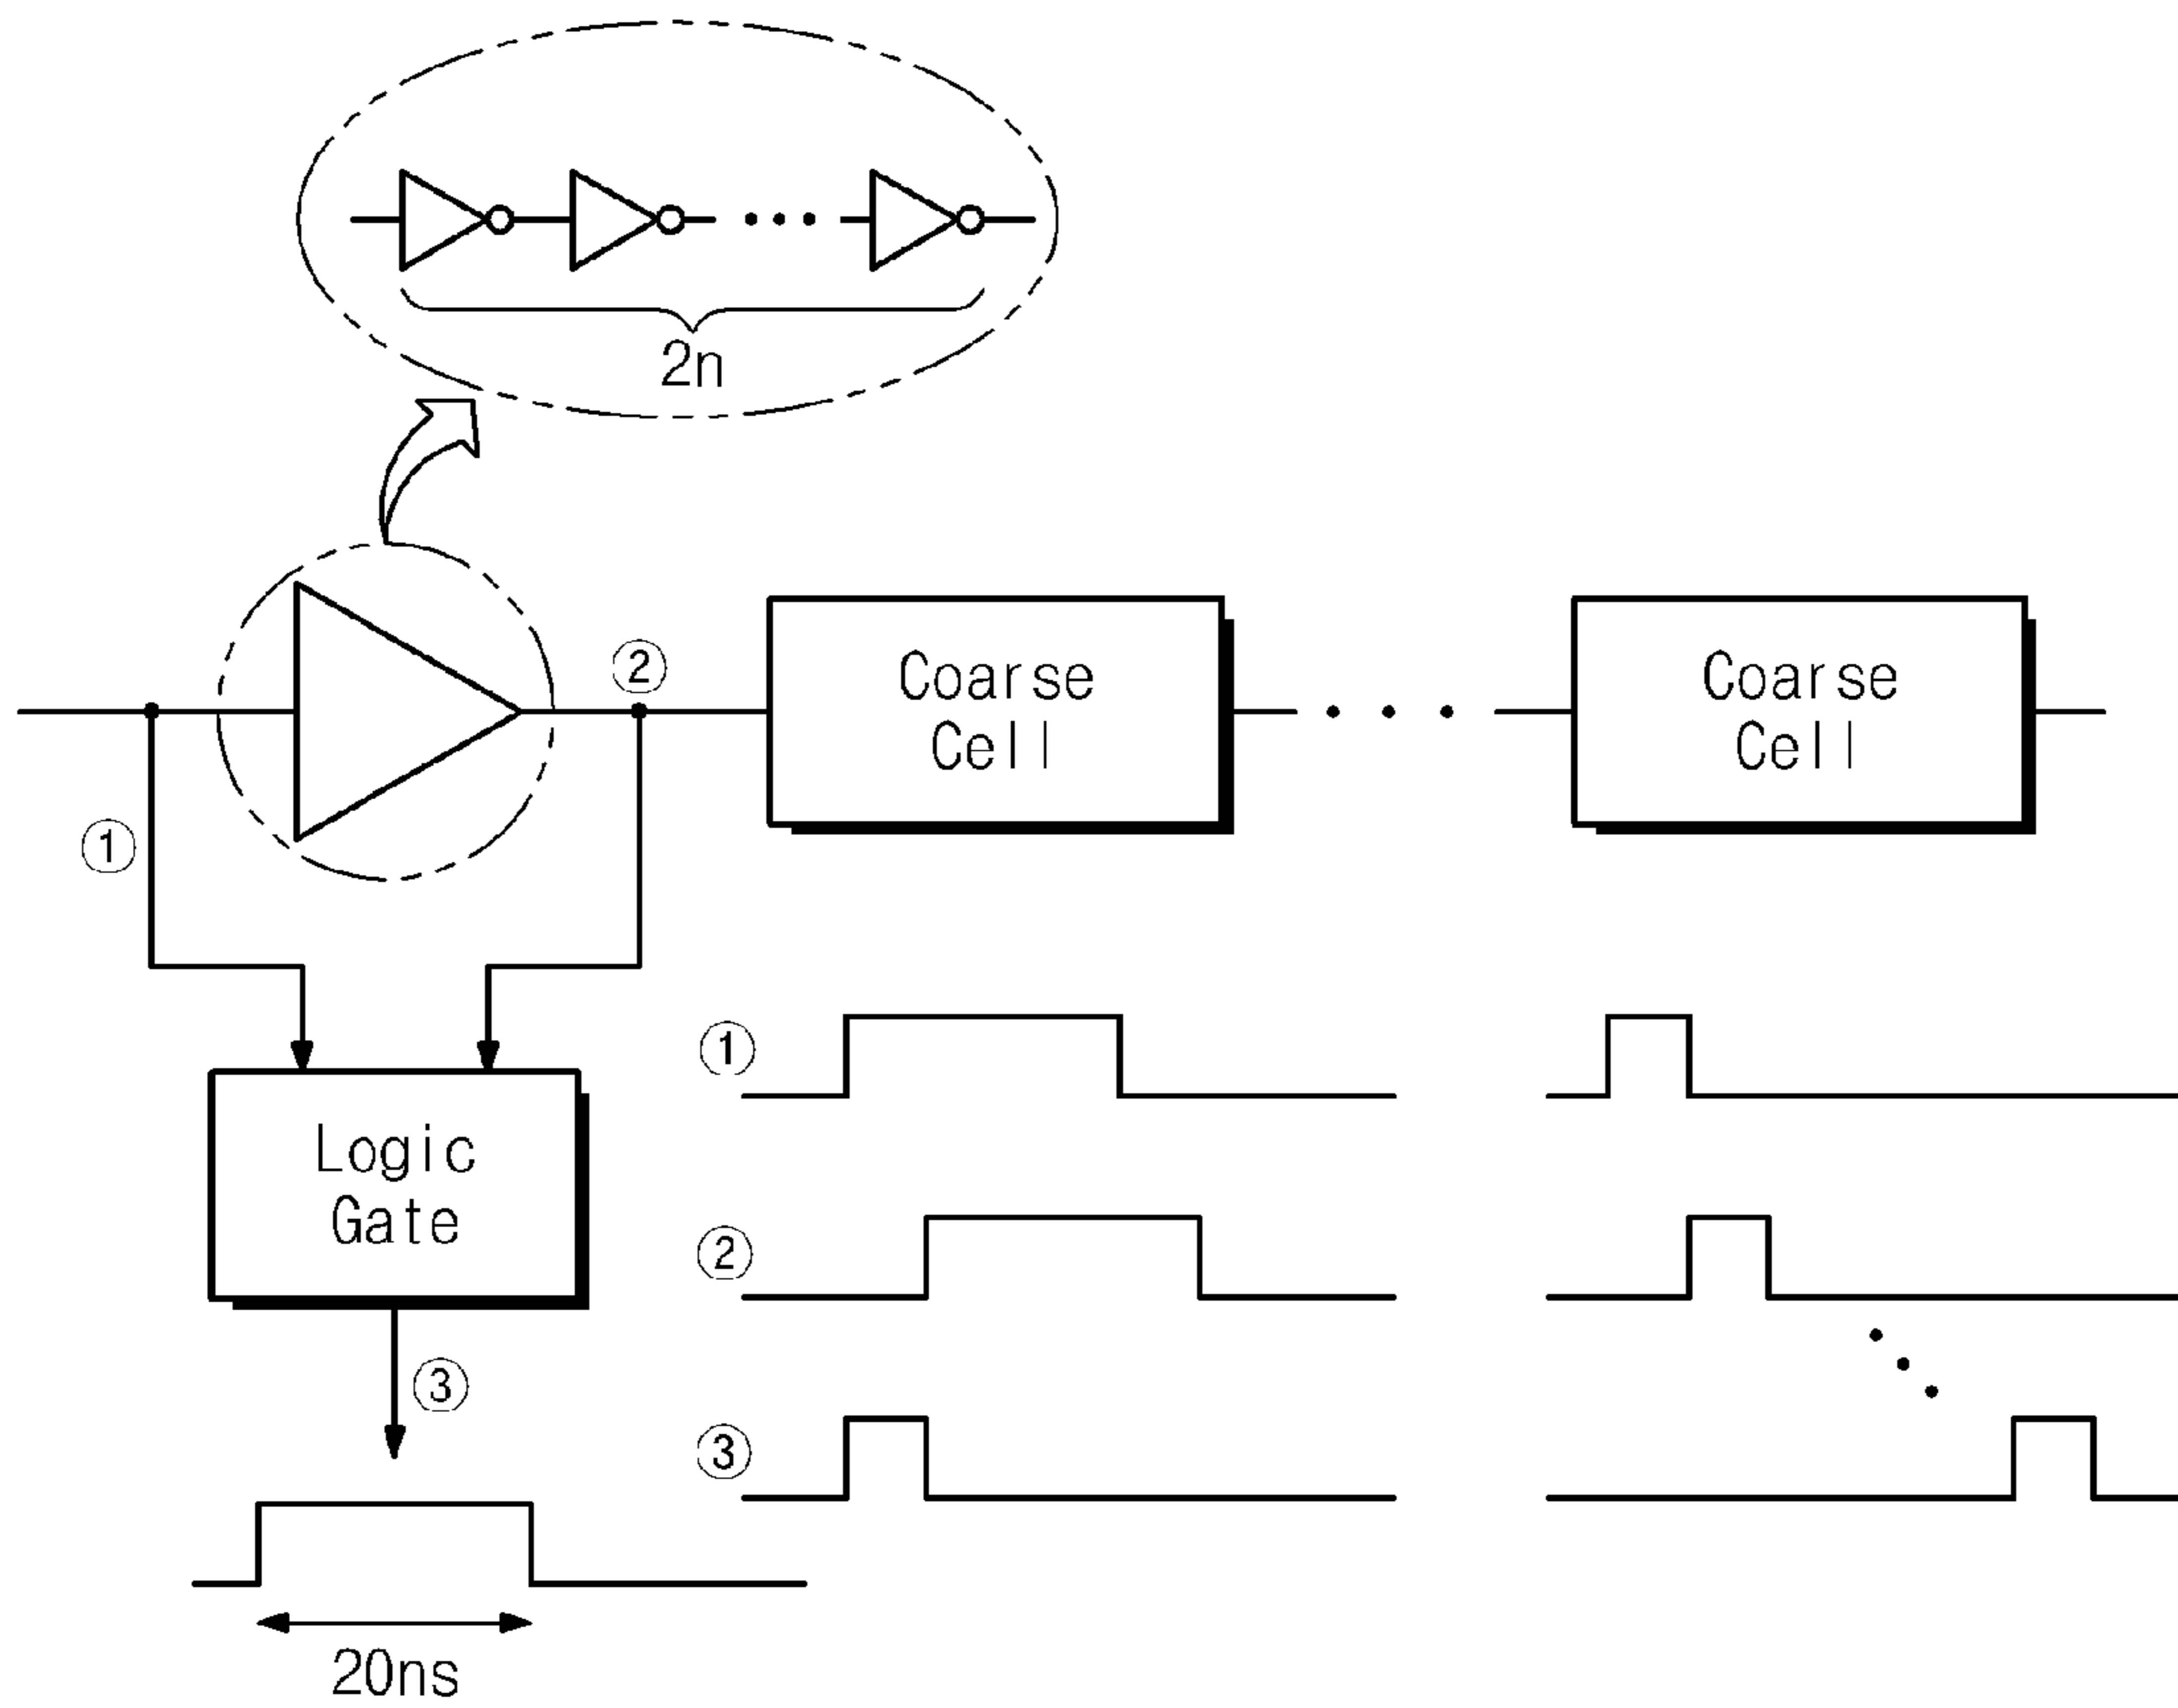 2n
②
Coarse
Cell
Coarse
Cell
①
①
Logic
Gate
②
③
③
20ns